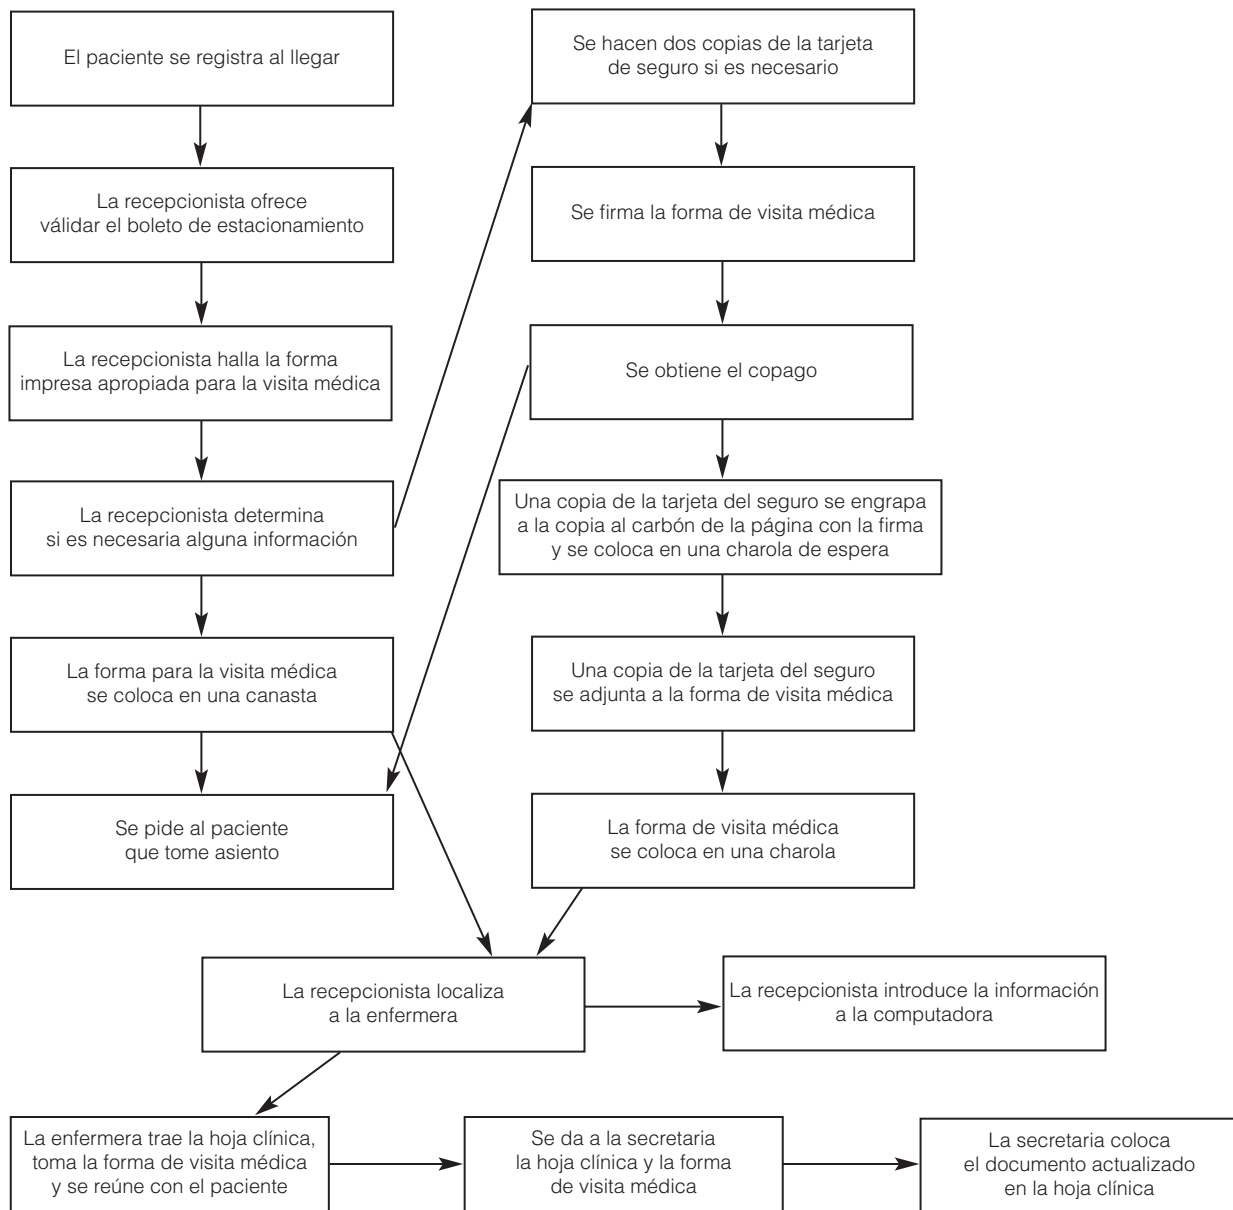 El paciente se registra al llegar
La recepcionista ofrece
válidar el boleto de estacionamiento
La recepcionista halla la forma
impresa apropiada para la visita médica
La recepcionista determina
si es necesaria alguna información
La forma para la visita médica
se coloca en una canasta
Se pide al paciente
que tome asiento
Se hacen dos copias de la tarjeta
de seguro si es necesario
Se firma la forma de visita médica
Se obtiene el copago
Una copia de la tarjeta del seguro se engrapa
a la copia al carbón de la página con la firma
y se coloca en una charola de espera
Una copia de la tarjeta del seguro
se adjunta a la forma de visita médica
La forma de visita médica
se coloca en una charola
La recepcionista localiza
a la enfermera
La recepcionista introduce la información
a la computadora
La enfermera trae la hoja clínica,
toma la forma de visita médica
y se reúne con el paciente
Se da a la secretaria
la hoja clínica y la forma
de visita médica
La secretaria coloca
el documento actualizado
en la hoja clínica